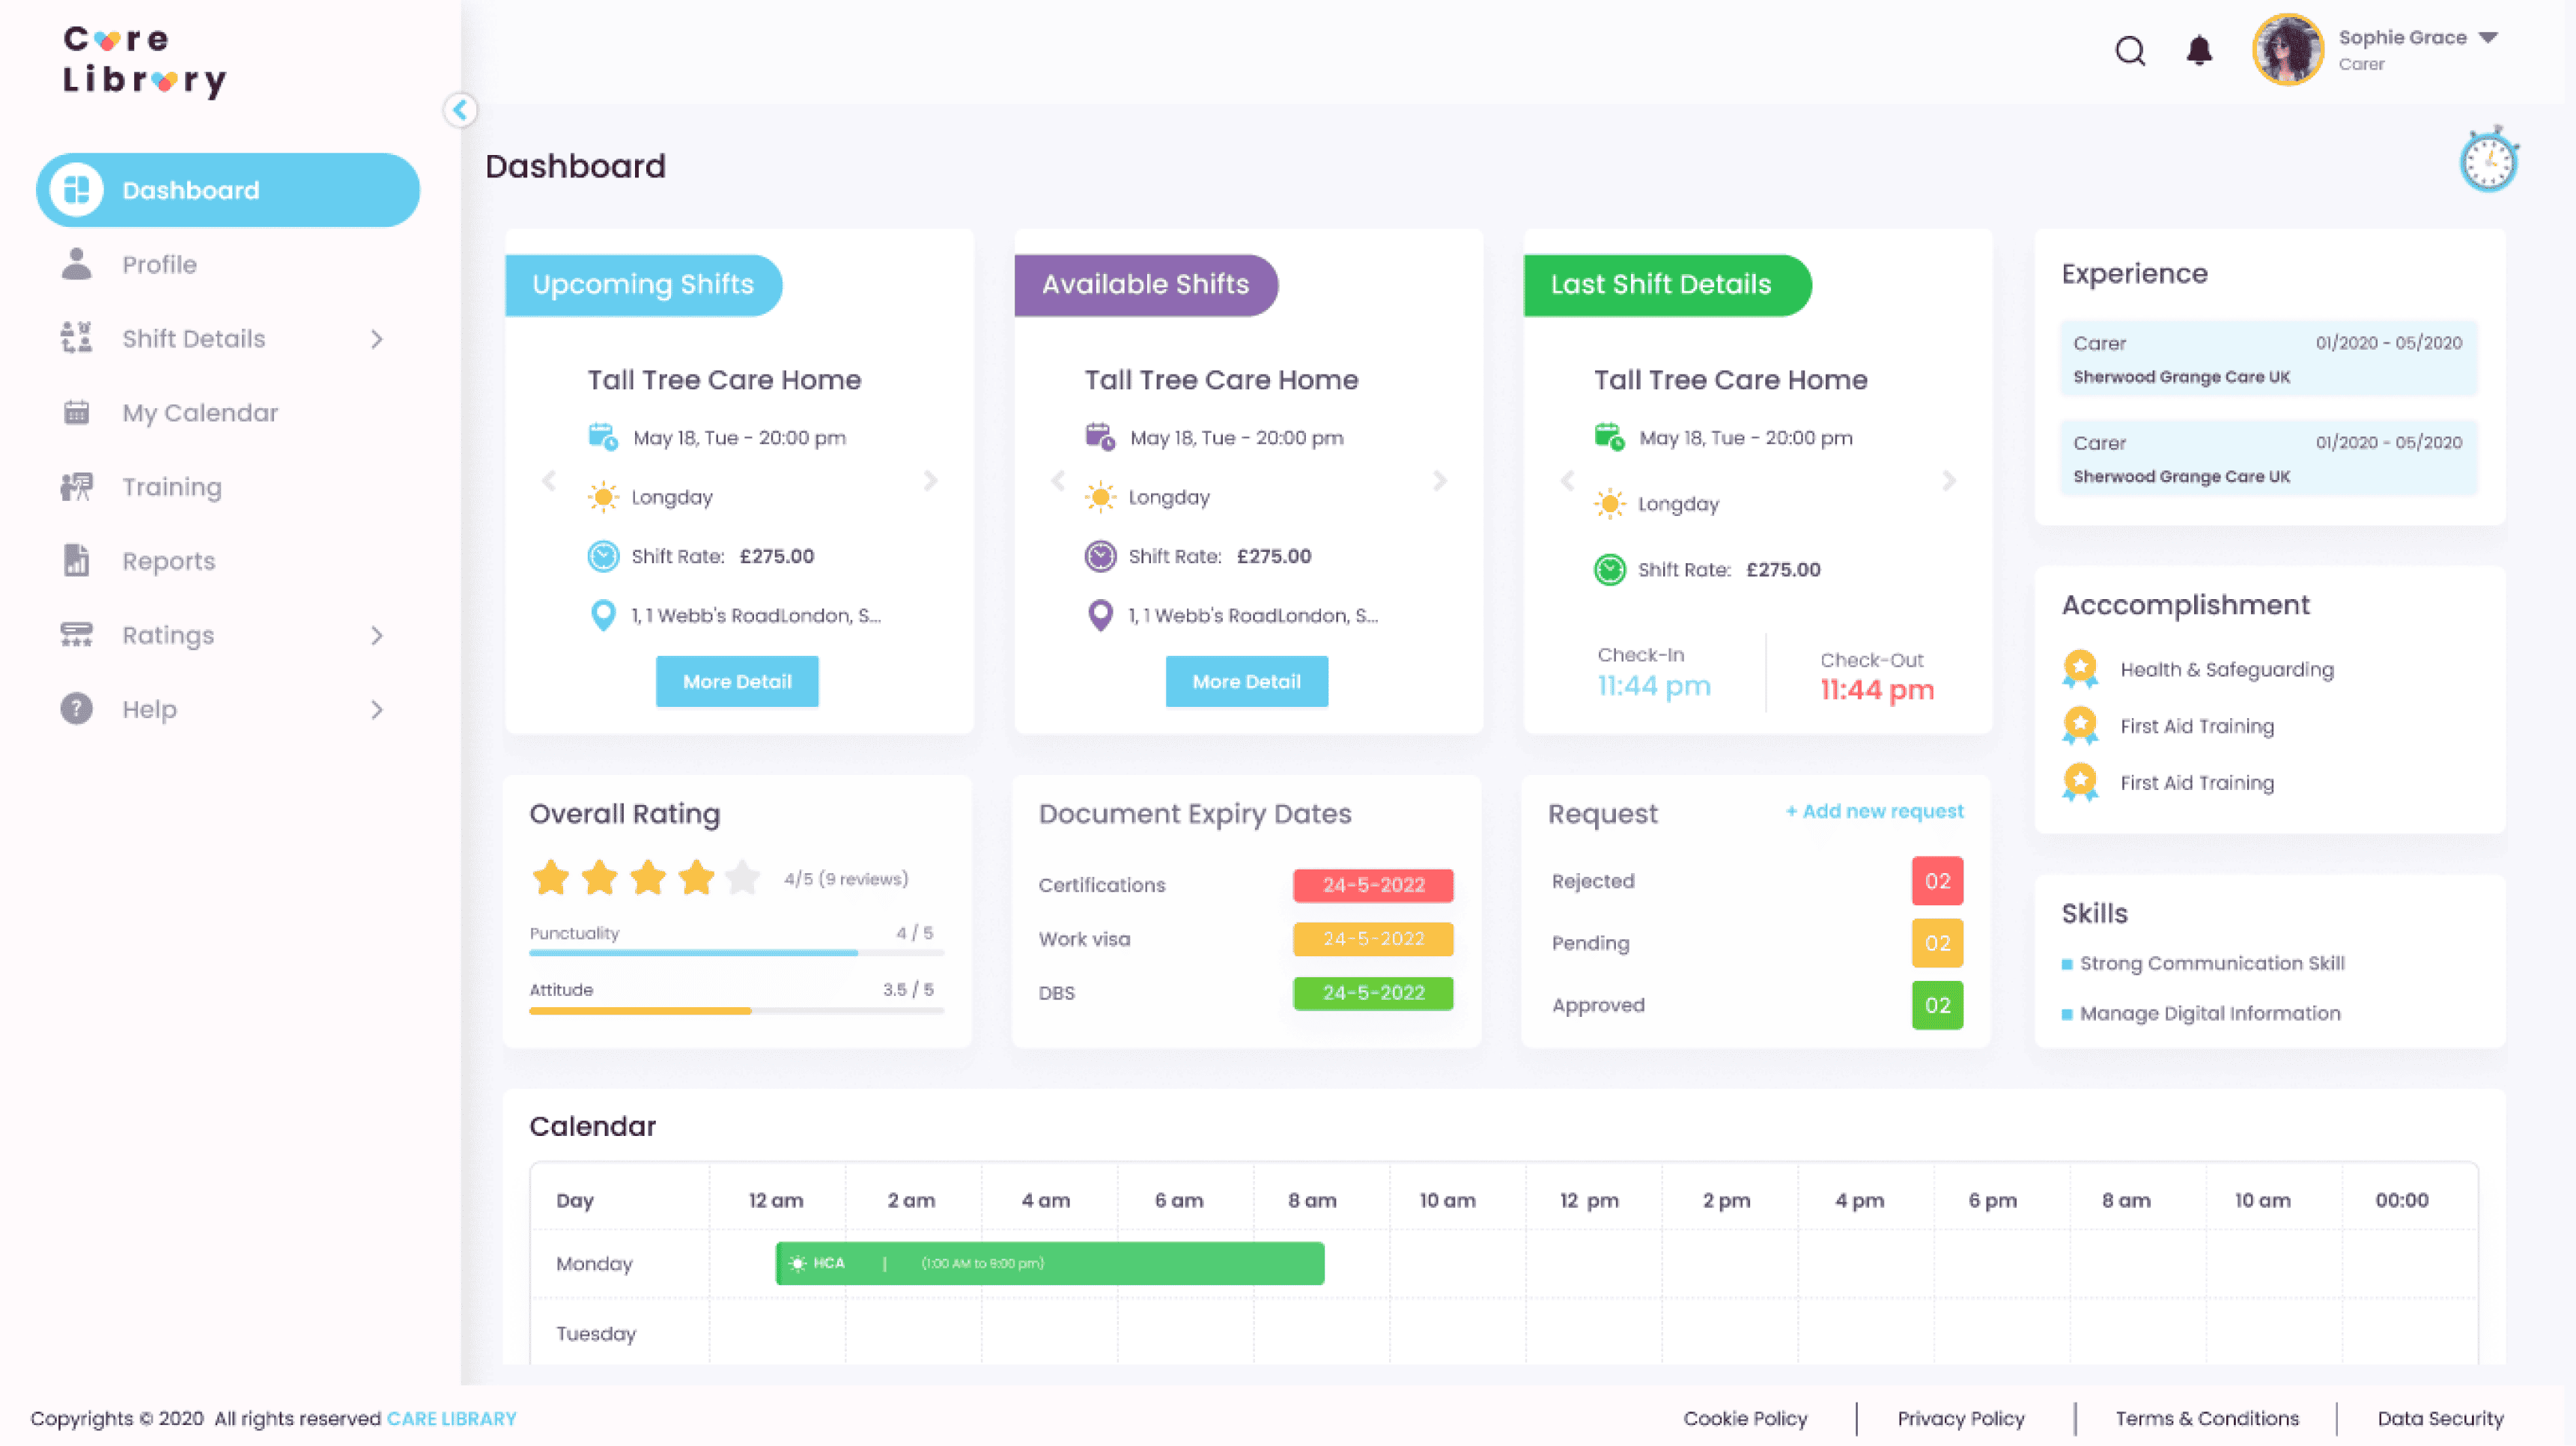 Care
Library
Sophie Grace
Carer
Dashboard
Profile
Shift Details
My Calendar
Training
Reports
Ratings
Help
Dashboard
Upcoming Shifts
Tall Tree Care Home
May 18, Tue - 20:00 pm
Longday
Shift Rate: £275.00
1, 1 Webb's RoadLondon, S...
More Detail
Available Shifts
Tall Tree Care Home
May 18, Tue - 20:00 pm
Longday
Shift Rate: £275.00
1, 1 Webb's RoadLondon, S...
More Detail
Last Shift Details
Tall Tree Care Home
May 18, Tue - 20:00 pm
Longday
Shift Rate: £275.00
Check-In
11:44 pm
Check-Out
11:44 pm
Experience
Carer 01/2020 - 05/2020
Sherwood Grange Care UK
Carer 01/2020 - 05/2020
Sherwood Grange Care UK
Acccomplishment
Health & Safeguarding
First Aid Training
First Aid Training
Overall Rating
4/5 (9 reviews)
Punctuality 4 / 5
Attitude 3.5 / 5
Document Expiry Dates
Certifications 24-5-2022
Work visa 24-5-2022
DBS 24-5-2022
Request + Add new request
Rejected 02
Pending 02
Approved 02
Skills
Strong Communication Skill
Manage Digital Information
Calendar
Day 12 am 2 am 4 am 6 am 8 am 10 am 12 pm 2 pm 4 pm 6 pm 8 am 10 am 00:00
Monday HCA | (1:00 AM to 9:00 pm)
Tuesday
Copyrights © 2020 All rights reserved CARE LIBRARY
Cookie Policy | Privacy Policy | Terms & Conditions | Data Security